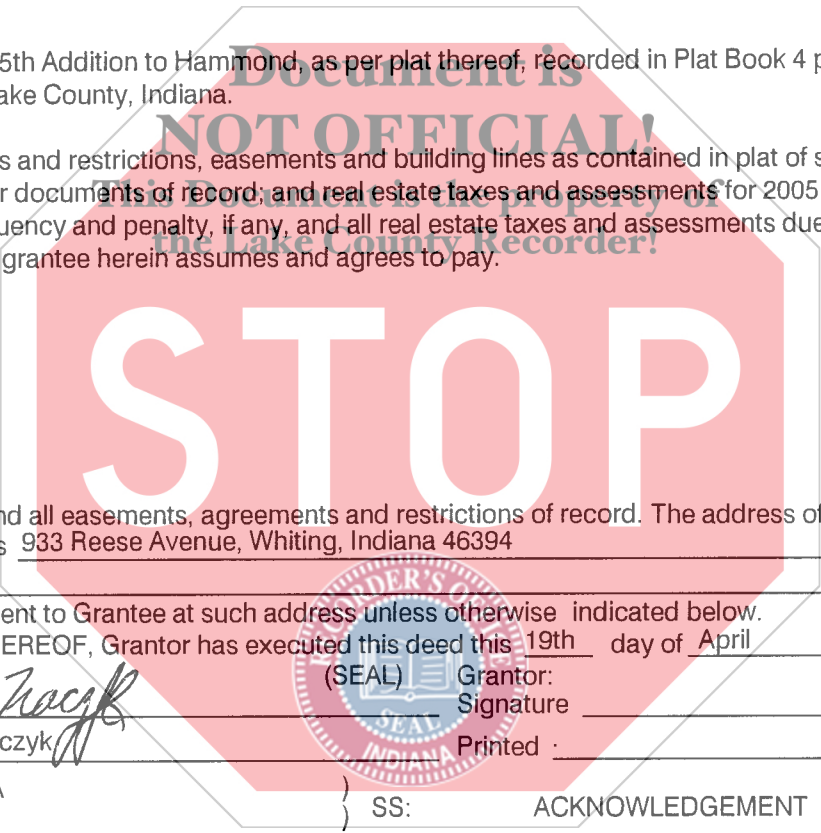 5th Addition to Hammond, as per plat thereof, recorded in Plat Book 4 p
ake County, Indiana.
Document is
NOT OFFICIAL!
This Document is the property of
the Lake County Recorder!
s and restrictions, easements and building lines as contained in plat of s
r documents of record; and real estate taxes and assessments for 2005
uency and penalty, if any, and all real estate taxes and assessments due
grantee herein assumes and agrees to pay.
STOP
nd all easements, agreements and restrictions of record. The address of
s 933 Reese Avenue, Whiting, Indiana 46394
ent to Grantee at such address unless otherwise indicated below.
EREOF, Grantor has executed this deed this 19th day of April
(SEAL) Grantor:
Signature
czyk
Printed
RECORDER'S OFFICE
SEAL
INDIANA
A
) SS: ACKNOWLEDGEMENT
)